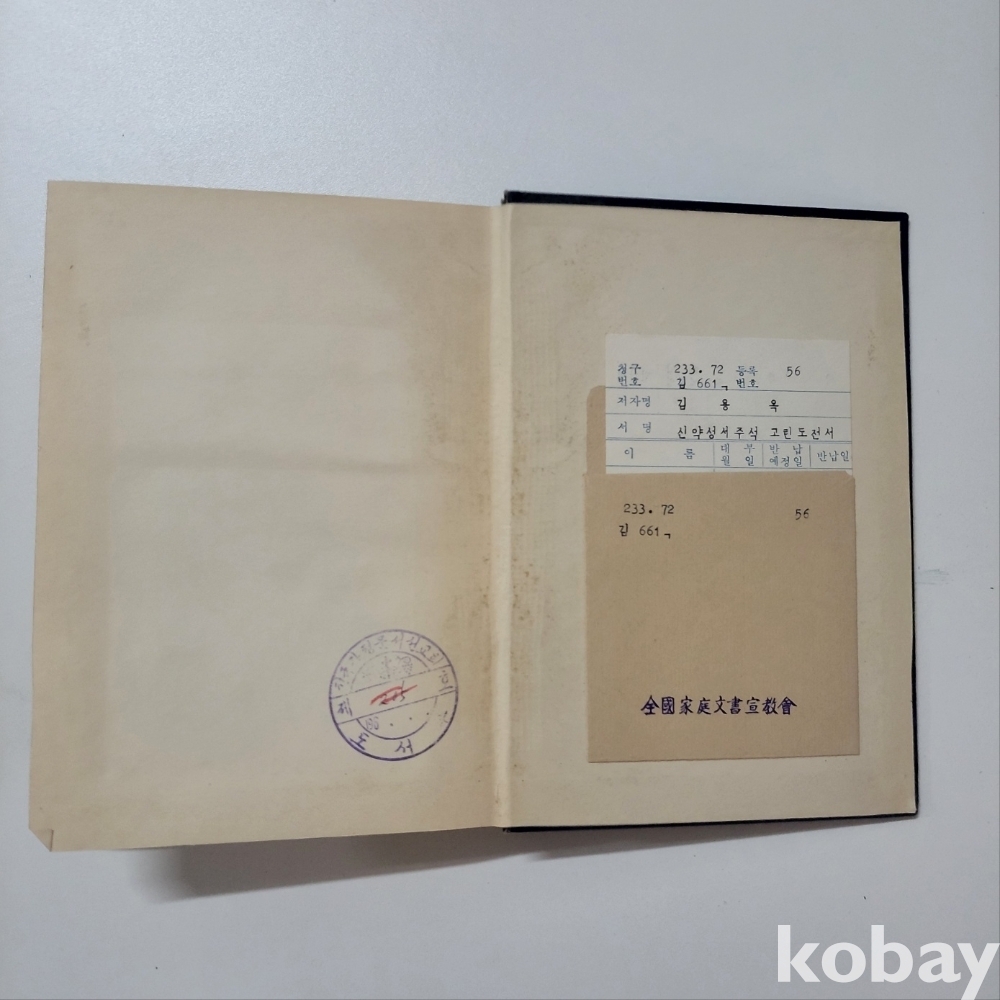 도서
청구 233.72 등록 56
번호 김 661ㄱ 번호
저자명 김 용 옥
서 명 신약성서주석 고린도전서
이 름 대 부 반 납 반납일
월 일 예정일
233.72 56
김 661ㄱ
全國家庭文書宣敎會
kobay